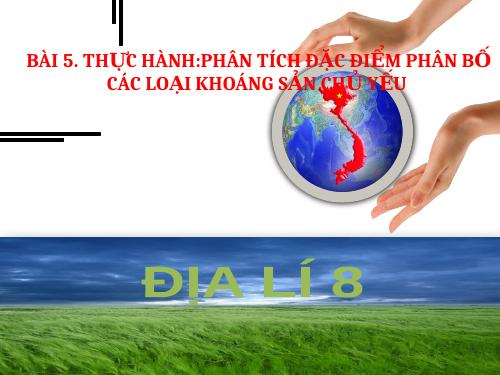 BÀI 5. THỰC HÀNH:PHÂN TÍCH ĐẶC ĐIỂM PHÂN BỐ
CÁC LOẠI KHOÁNG SẢN CHỦ YẾU
ĐỊA LÍ 8